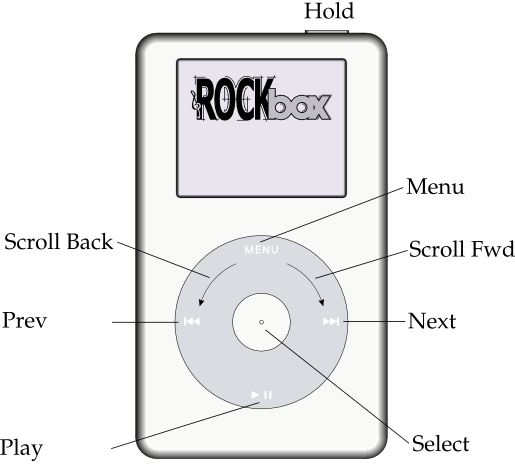 Hold
ROCKbox
Menu
Scroll Back
MENU
Scroll Fwd
Prev
Next
Play
Select